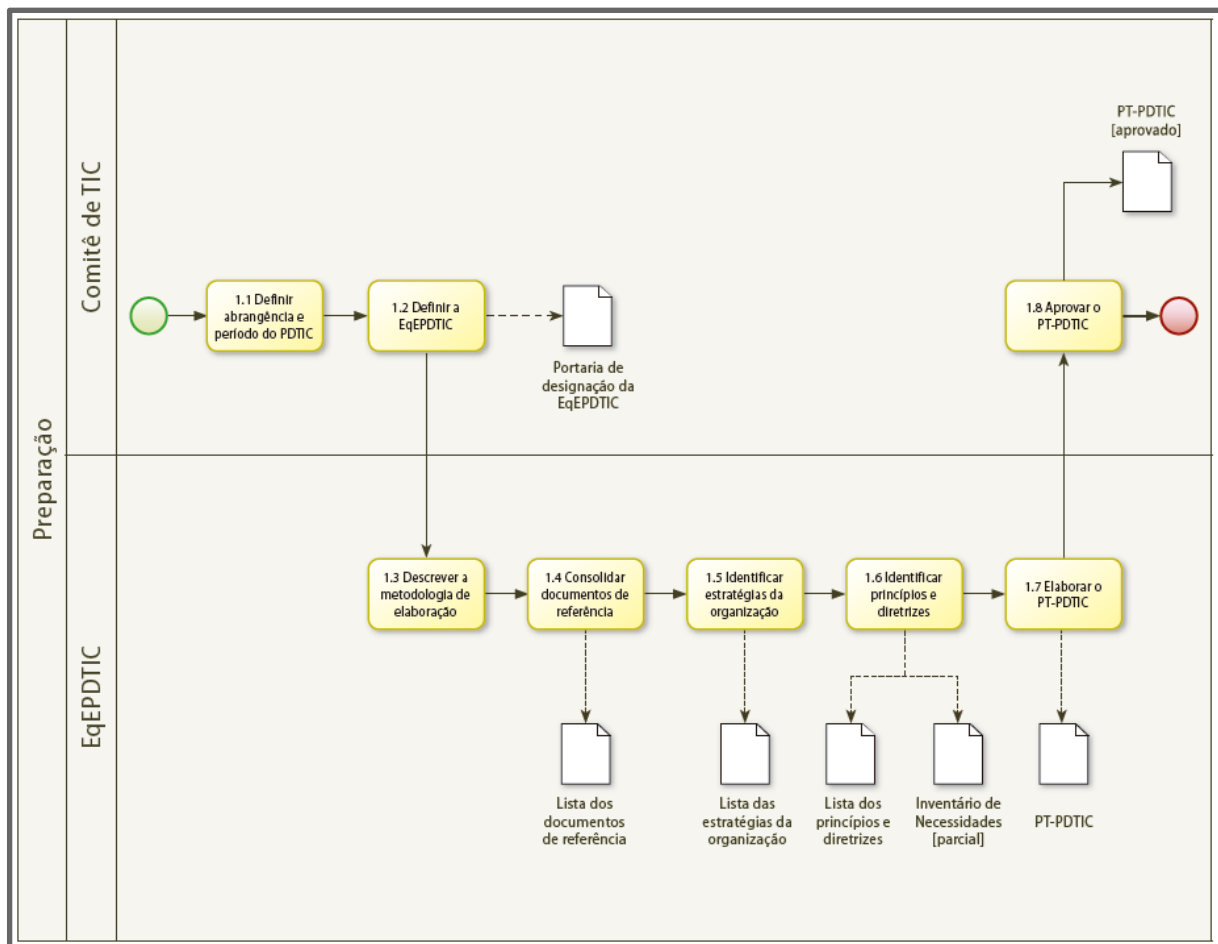 Preparação
Comitê de TIC
PT-PDTIC
[aprovado]
1.1 Definir
abrangência e
período do PDTIC
1.2 Definir a
EqEPDTIC
Portaria de
designação da
EqEPDTIC
1.8 Aprovar o
PT-PDTIC
EqEPDTIC
1.3 Descrever a
metodologia de
elaboração
1.4 Consolidar
documentos de
referência
1.5 Identificar
estratégias da
organização
1.6 Identificar
princípios e
diretrizes
1.7 Elaborar o
PT-PDTIC
Lista dos
documentos
de referência
Lista das
estratégias da
organização
Lista dos
princípios e
diretrizes
Inventário de
Necessidades
[parcial]
PT-PDTIC